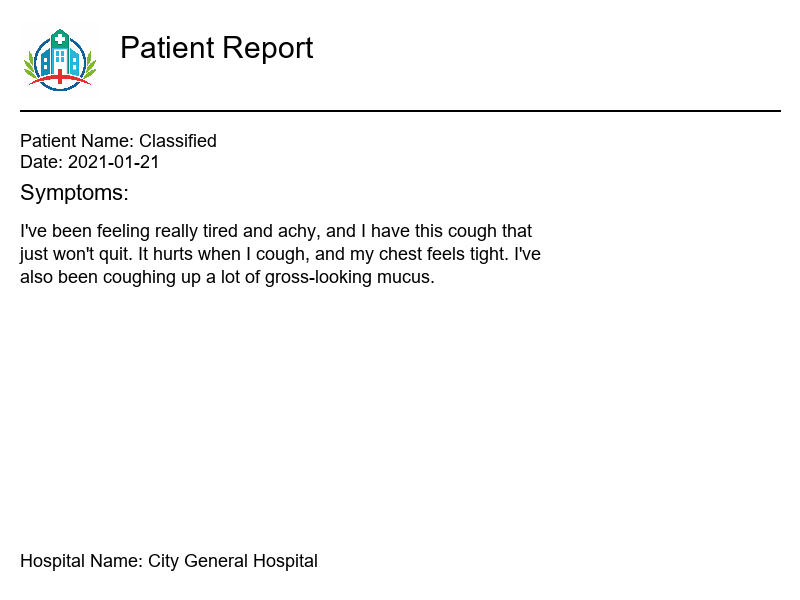 Patient Report
Patient Name: Classified
Date: 2021-01-21
Symptoms:
I've been feeling really tired and achy, and I have this cough that
just won't quit. It hurts when I cough, and my chest feels tight. I've
also been coughing up a lot of gross-looking mucus.
Hospital Name: City General Hospital